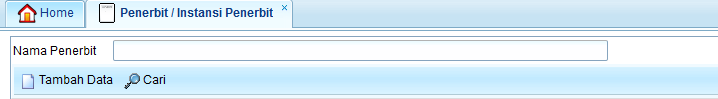 Home Penerbit / Instansi Penerbit ×
Nama Penerbit
Tambah Data Cari